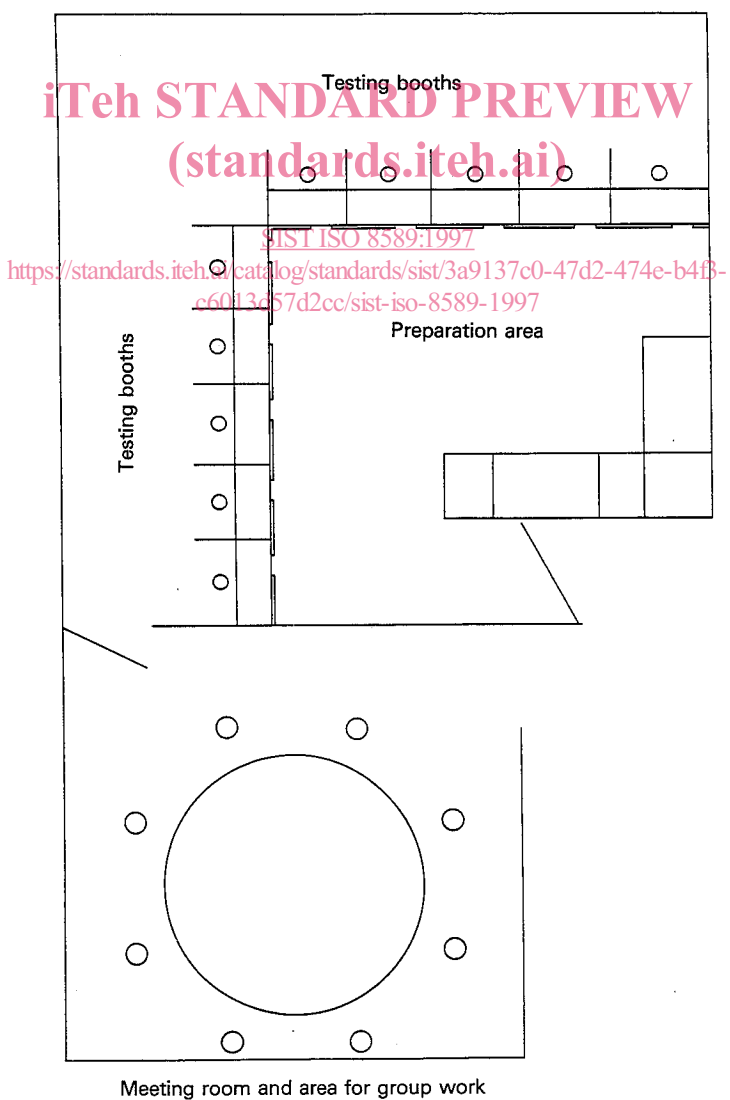 Testing booths
iTeh STANDARD PREVIEW
(standards.iteh.ai)
SIST ISO 8589:1997
https://standards.iteh.ai/catalog/standards/sist/3a9137c0-47d2-474e-b4f3-
c6013d57d2cc/sist-iso-8589-1997
Preparation area
Testing booths
Meeting room and area for group work